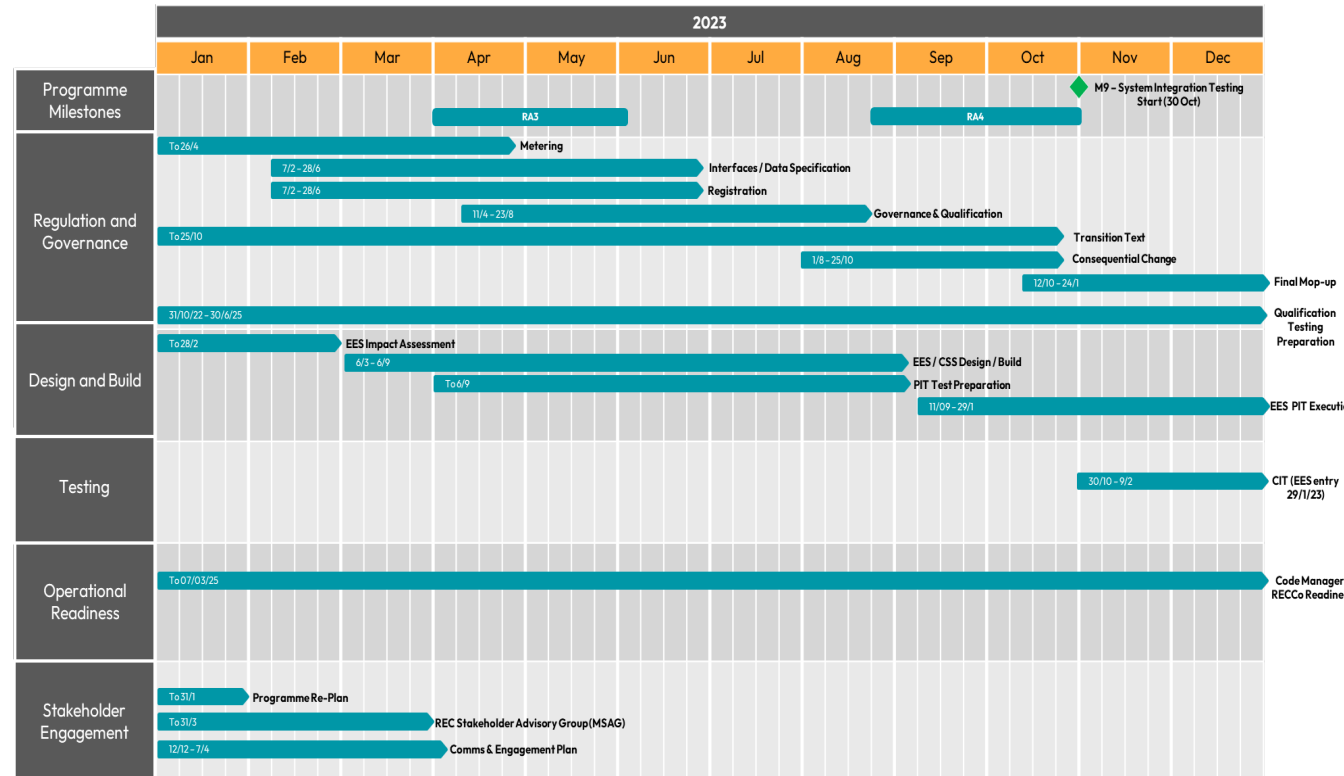 2023
Jan Feb Mar Apr May Jun Jul Aug Sep Oct Nov Dec
Programme
Milestones
M9 – System Integration Testing
Start (30 Oct)
RA3
RA4
Regulation and
Governance
To 26/4
Metering
7/2 – 28/6
Interfaces / Data Specification
7/2 – 28/6
Registration
11/4 – 23/8
Governance & Qualification
To 25/10
Transition Text
1/8 – 25/10
Consequential Change
12/10 – 24/1
Final Mop-up
31/10/22 – 30/6/25
Qualification
Testing
Preparation
Design and Build
To 28/2
EES Impact Assessment
6/3 – 6/9
EES / CSS Design / Build
To 6/9
PIT Test Preparation
11/09 – 29/1
EES PIT Executi
Testing
30/10 – 9/2
CIT (EES entry
29/1/23)
Operational
Readiness
To 07/03/25
Code Manager
RECCo Readine
Stakeholder
Engagement
To 31/1
Programme Re-Plan
To 31/3
REC Stakeholder Advisory Group (MSAG)
12/12 – 7/4
Comms & Engagement Plan